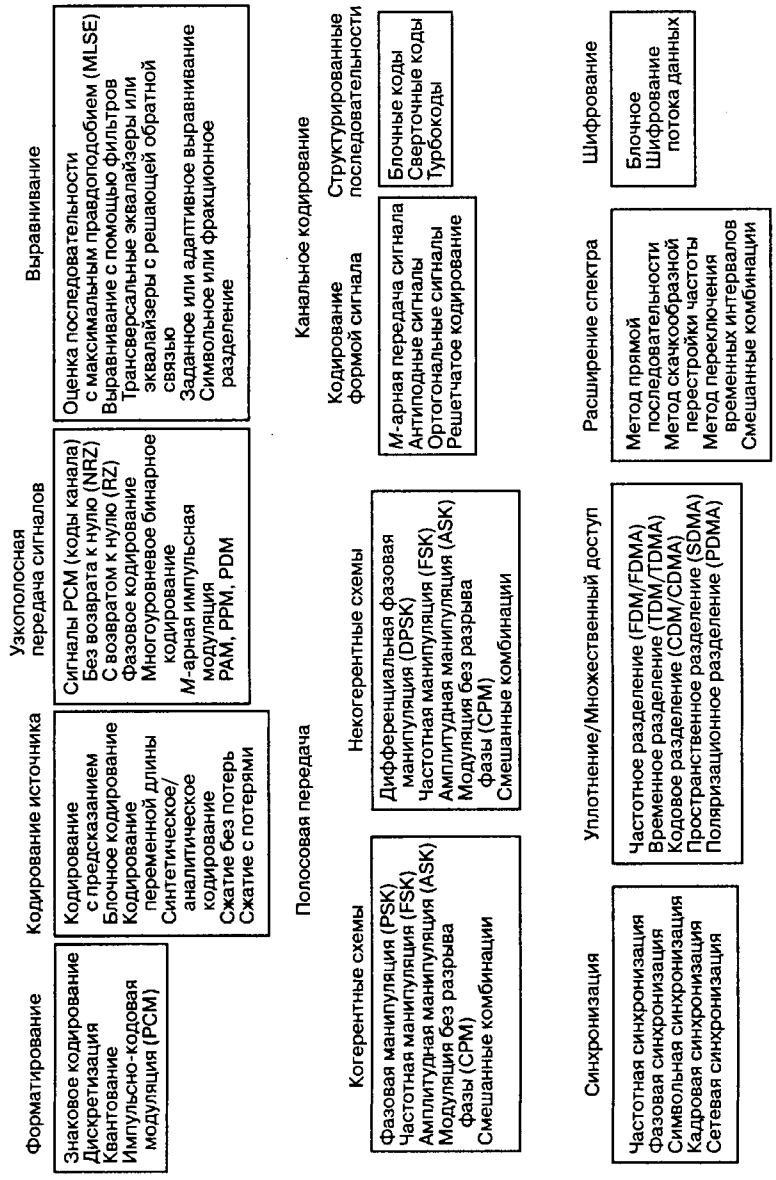 Форматирование
Знаковое кодирование
Дискретизация
Квантование
Импульсно-кодовая
модуляция (PCM)
Кодирование источника
Кодирование
с предсказанием
Блочное кодирование
Кодирование
переменной длины
Синтетическое/
аналитическое
кодирование
Сжатие без потерь
Сжатие с потерями
Узкополосная
передача сигналов
Сигналы PCM (коды канала)
Без возврата к нулю (NRZ)
С возвратом к нулю (RZ)
Фазовое кодирование
Многоуровневое бинарное
кодирование
М-арная импульсная
модуляция
PAM, PPM, PDM
Выравнивание
Оценка последовательности
с максимальным правдоподобием (MLSE)
Выравнивание с помощью фильтров
Трансверсальные эквалайзеры или
эквалайзеры с решающей обратной
связью
Заданное или адаптивное выравнивание
Символьное или фракционное
разделение
Полосовая передача
Когерентные схемы
Фазовая манипуляция (PSK)
Частотная манипуляция (FSK)
Амплитудная манипуляция (ASK)
Модуляция без разрыва
фазы (CPM)
Смешанные комбинации
Некогерентные схемы
Дифференциальная фазовая
манипуляция (DPSK)
Частотная манипуляция (FSK)
Амплитудная манипуляция (ASK)
Модуляция без разрыва
фазы (CPM)
Смешанные комбинации
Канальное кодирование
Кодирование
формой сигнала
М-арная передача сигнала
Антиподные сигналы
Ортогональные сигналы
Решетчатое кодирование
Структурированные
последовательности
Блочные коды
Сверточные коды
Турбокоды
Синхронизация
Частотная синхронизация
Фазовая синхронизация
Символьная синхронизация
Кадровая синхронизация
Сетевая синхронизация
Уплотнение/Множественный доступ
Частотное разделение (FDM/FDMA)
Временное разделение (TDM/TDMA)
Кодовое разделение (CDM/CDMA)
Пространственное разделение (SDMA)
Поляризационное разделение (PDMA)
Расширение спектра
Метод прямой
последовательности
Метод скачкообразной
перестройки частоты
Метод переключения
временных интервалов
Смешанные комбинации
Шифрование
Блочное
Шифрование
потока данных